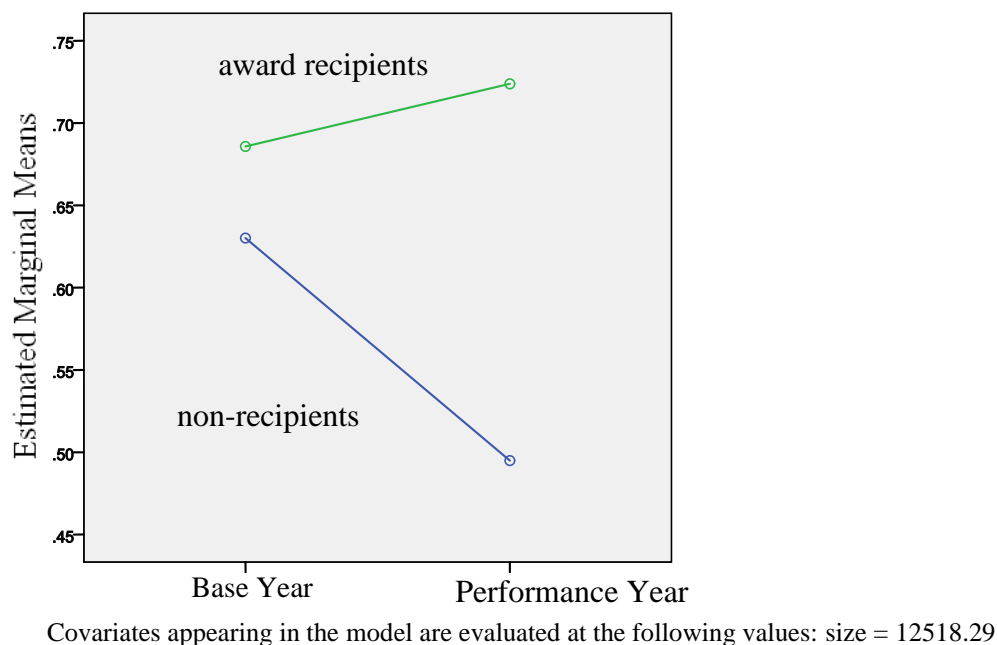 .75
award recipients
.70
.65
.60
.55
non-recipients
.50
.45
Estimated Marginal Means
Base Year
Performance Year
Covariates appearing in the model are evaluated at the following values: size = 12518.29